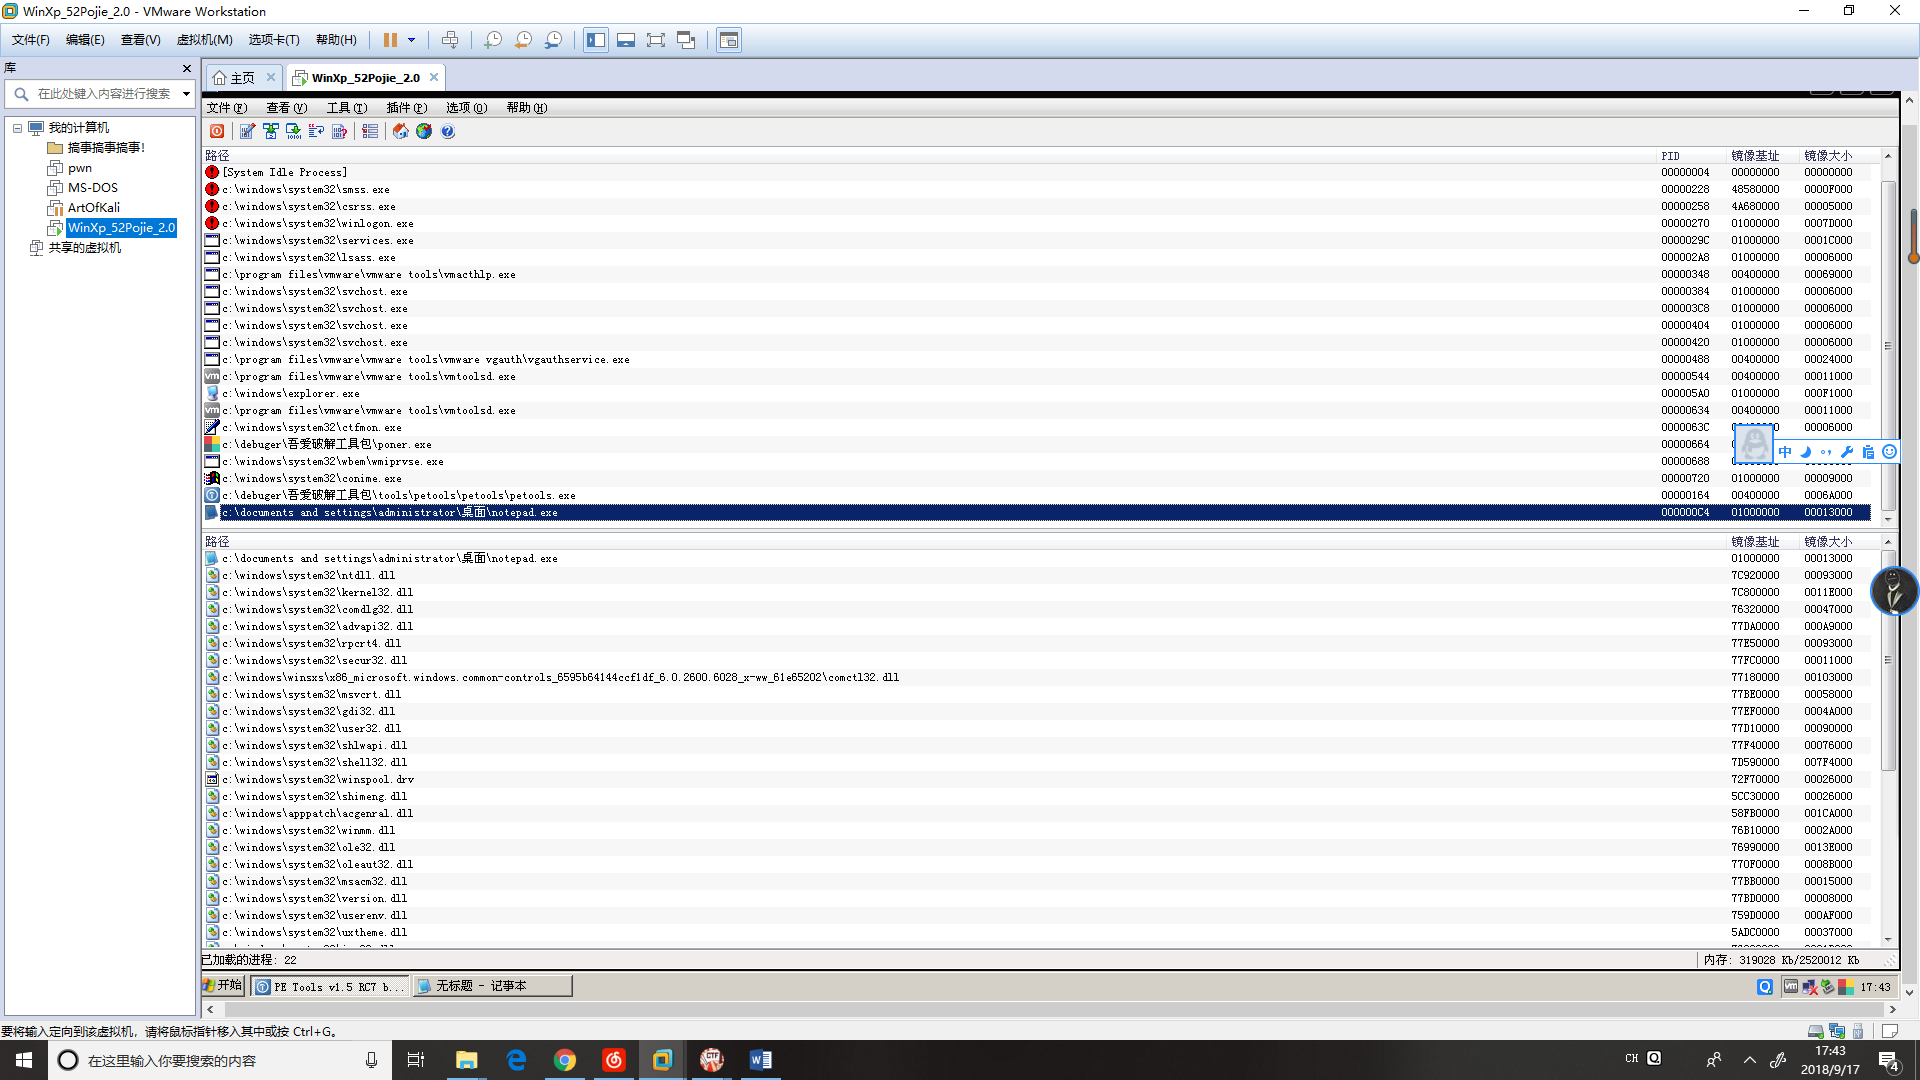 WinXp_52Pojie_2.0 - VMware Workstation
文件(F) 编辑(E) 查看(V) 虚拟机(M) 选项卡(T) 帮助(H)
库
在此处键入内容进行搜索
我的计算机
搞事搞事搞事!
pwn
MS-DOS
ArtOfKali
WinXp_52Pojie_2.0
共享的虚拟机
主页 WinXp_52Pojie_2.0
文件(F) 查看(V) 工具(T) 插件(P) 选项(O) 帮助(H)
路径 PID 镜像基址 镜像大小
[System Idle Process] 00000004 00000000 00000000
c:\windows\system32\smss.exe 00000228 48580000 0000F000
c:\windows\system32\csrss.exe 00000258 4A680000 00005000
c:\windows\system32\winlogon.exe 00000270 01000000 0007D000
c:\windows\system32\services.exe 0000029C 01000000 0001C000
c:\windows\system32\lsass.exe 000002A8 01000000 00006000
c:\program files\vmware\vmware tools\vmacthlp.exe 00000348 00400000 00069000
c:\windows\system32\svchost.exe 00000384 01000000 00006000
c:\windows\system32\svchost.exe 000003C8 01000000 00006000
c:\windows\system32\svchost.exe 00000404 01000000 00006000
c:\windows\system32\svchost.exe 00000420 01000000 00006000
c:\program files\vmware\vmware tools\vmware vgauth\vgauthservice.exe 00000488 00400000 00024000
c:\program files\vmware\vmware tools\vmtoolsd.exe 00000544 00400000 00011000
c:\windows\explorer.exe 000005A0 01000000 000F1000
c:\program files\vmware\vmware tools\vmtoolsd.exe 00000634 00400000 00011000
c:\windows\system32\ctfmon.exe 0000063C 00006000
c:\debuger\吾爱破解工具包\poner.exe 00000664
c:\windows\system32\wbem\wmiprvse.exe 00000688
中
c:\windows\system32\conime.exe 00000720 01000000 00009000
c:\debuger\吾爱破解工具包\tools\petools\petools\petools.exe 00000164 00400000 0006A000
c:\documents and settings\administrator\桌面\notepad.exe 000000C4 01000000 00013000
路径 镜像基址 镜像大小
c:\documents and settings\administrator\桌面\notepad.exe 01000000 00013000
c:\windows\system32\ntdll.dll 7C920000 00093000
c:\windows\system32\kernel32.dll 7C800000 0011E000
c:\windows\system32\comdlg32.dll 76320000 00047000
c:\windows\system32\advapi32.dll 77DA0000 000A9000
c:\windows\system32\rpcrt4.dll 77E50000 00093000
c:\windows\system32\secur32.dll 77FC0000 00011000
c:\windows\winsxs\x86_microsoft.windows.common-controls_6595b64144ccf1df_6.0.2600.6028_x-ww_61e65202\comctl32.dll 77180000 00103000
c:\windows\system32\msvcrt.dll 77BE0000 00058000
c:\windows\system32\gdi32.dll 77EF0000 0004A000
c:\windows\system32\user32.dll 77D10000 00090000
c:\windows\system32\shlwapi.dll 77F40000 00076000
c:\windows\system32\shell32.dll 7D590000 007F4000
c:\windows\system32\winspool.drv 72F70000 00026000
c:\windows\system32\shimeng.dll 5CC30000 00026000
c:\windows\apppatch\acgenral.dll 58FB0000 001CA000
c:\windows\system32\winmm.dll 76B10000 0002A000
c:\windows\system32\ole32.dll 76990000 0013E000
c:\windows\system32\oleaut32.dll 770F0000 0008B000
c:\windows\system32\msacm32.dll 77BB0000 00015000
c:\windows\system32\version.dll 77BD0000 00008000
c:\windows\system32\userenv.dll 759D0000 000AF000
c:\windows\system32\uxtheme.dll 5ADC0000 00037000
已加载的进程: 22 内存: 319028 Kb/2520012 Kb
开始 PE Tools v1.5 RC7 b... 无标题 - 记事本 17:43
要将输入定向到该虚拟机，请将鼠标指针移入其中或按 Ctrl+G。
在这里输入你要搜索的内容 CH 17:43
2018/9/17 4